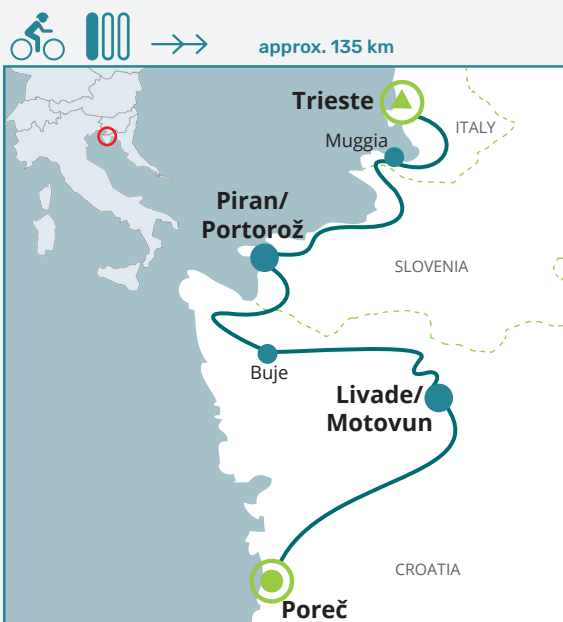 approx. 135 km
Trieste
ITALY
Muggia
Piran/
Portorož
SLOVENIA
Buje
Livade/
Motovun
CROATIA
Poreč